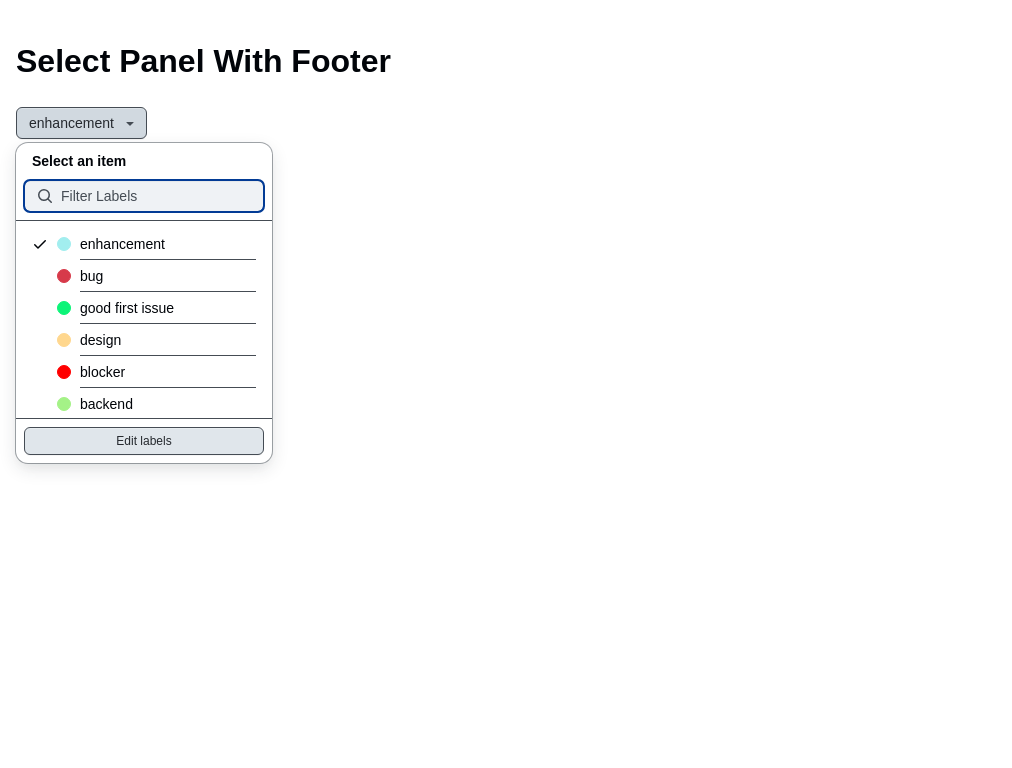 Select Panel With Footer
enhancement
Select an item
Filter Labels
enhancement
bug
good first issue
design
blocker
backend
Edit labels